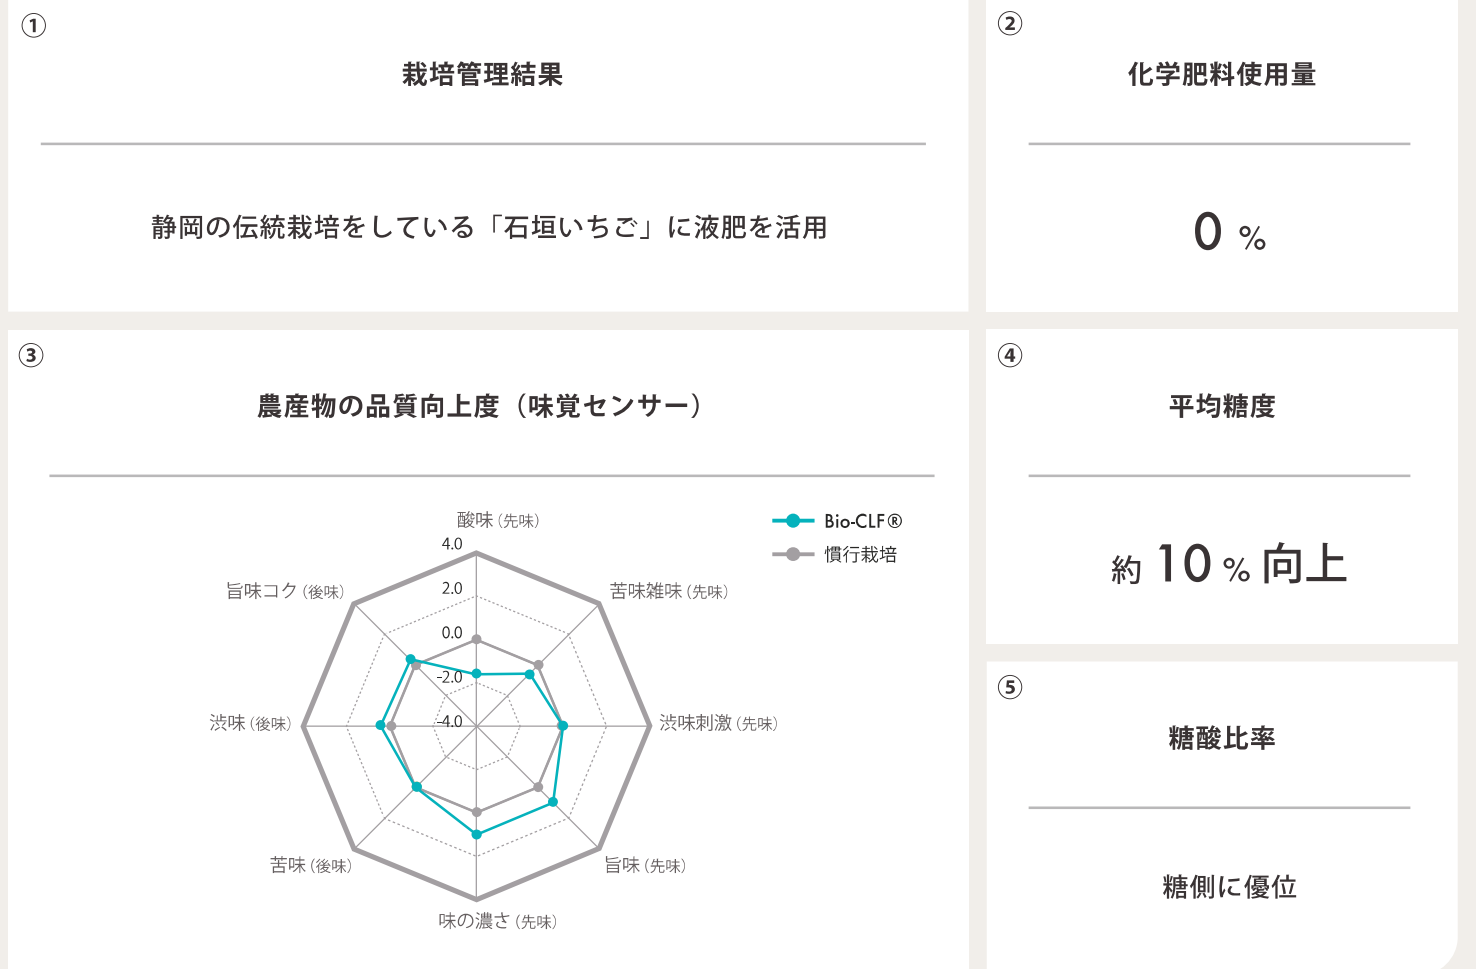 ①
栽培管理結果
静岡の伝統栽培をしている「石垣いちご」に液肥を活用
②
化学肥料使用量
0 %
③
農産物の品質向上度（味覚センサー）
Bio-CLF®
慣行栽培
酸味（先味）
4.0
2.0
0.0
-2.0
-4.0
苦味雑味（先味）
渋味刺激（先味）
旨味（先味）
味の濃さ（先味）
苦味（後味）
渋味（後味）
旨味コク（後味）
④
平均糖度
約 10 % 向上
⑤
糖酸比率
糖側に優位